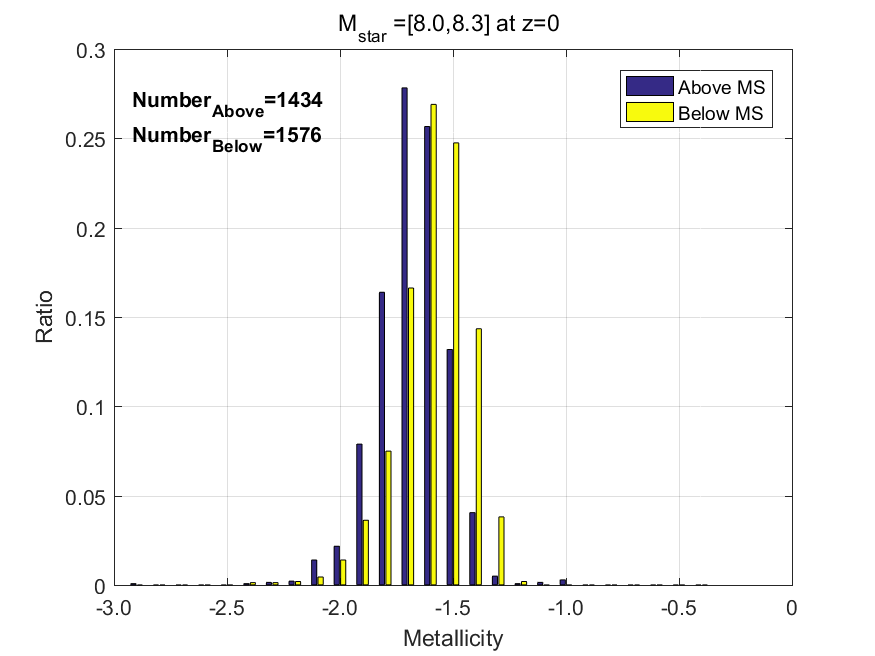 M_star =[8.0,8.3] at z=0
Number_Above=1434
Number_Below=1576
Above MS
Below MS
Ratio
0.3
0.25
0.2
0.15
0.1
0.05
0
-3.0 -2.5 -2.0 -1.5 -1.0 -0.5 0
Metallicity